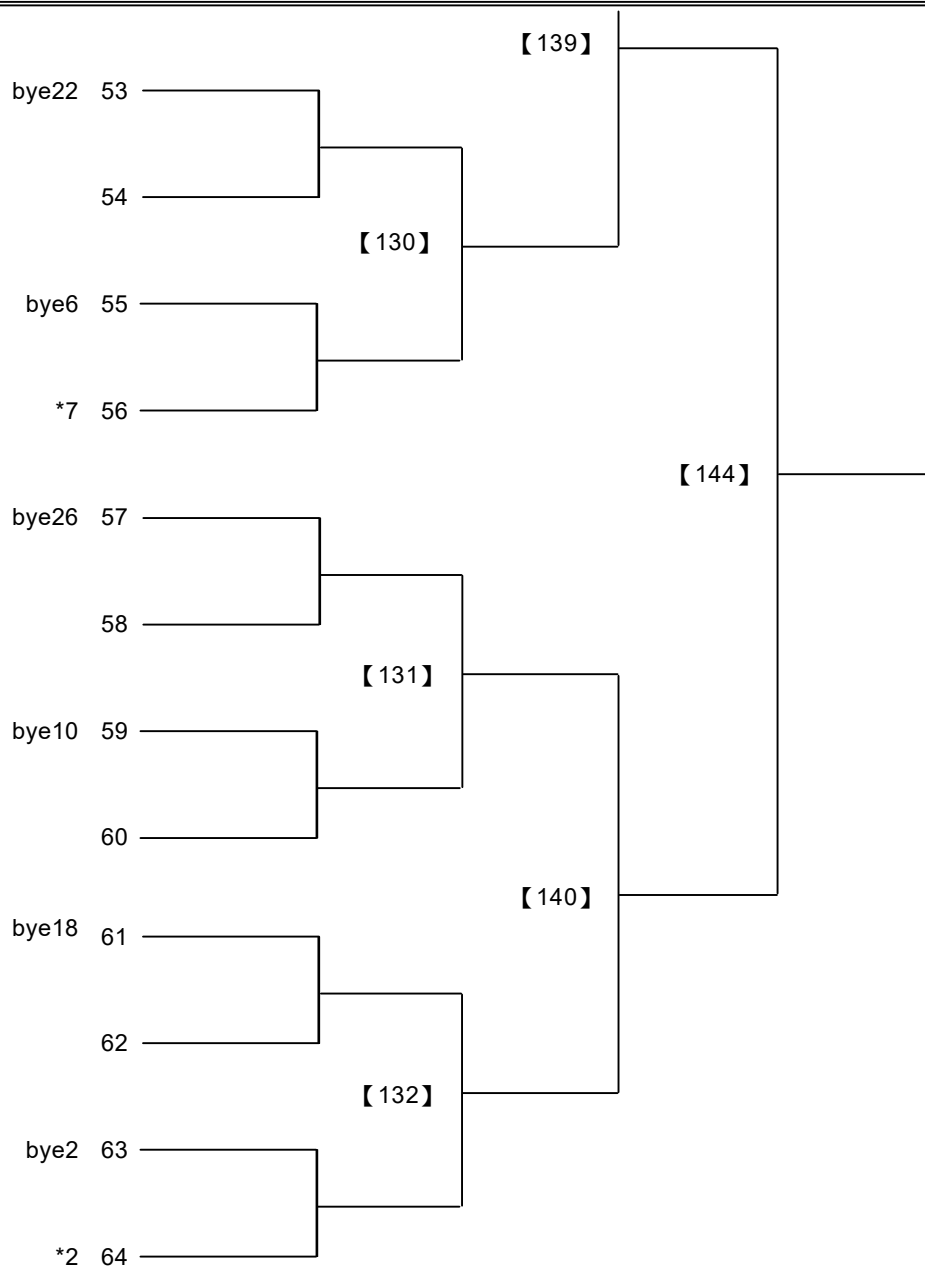 【139】
bye22 53
54
【130】
bye6 55
*7 56
【144】
bye26 57
58
【131】
bye10 59
60
【140】
bye18 61
62
【132】
bye2 63
*2 64